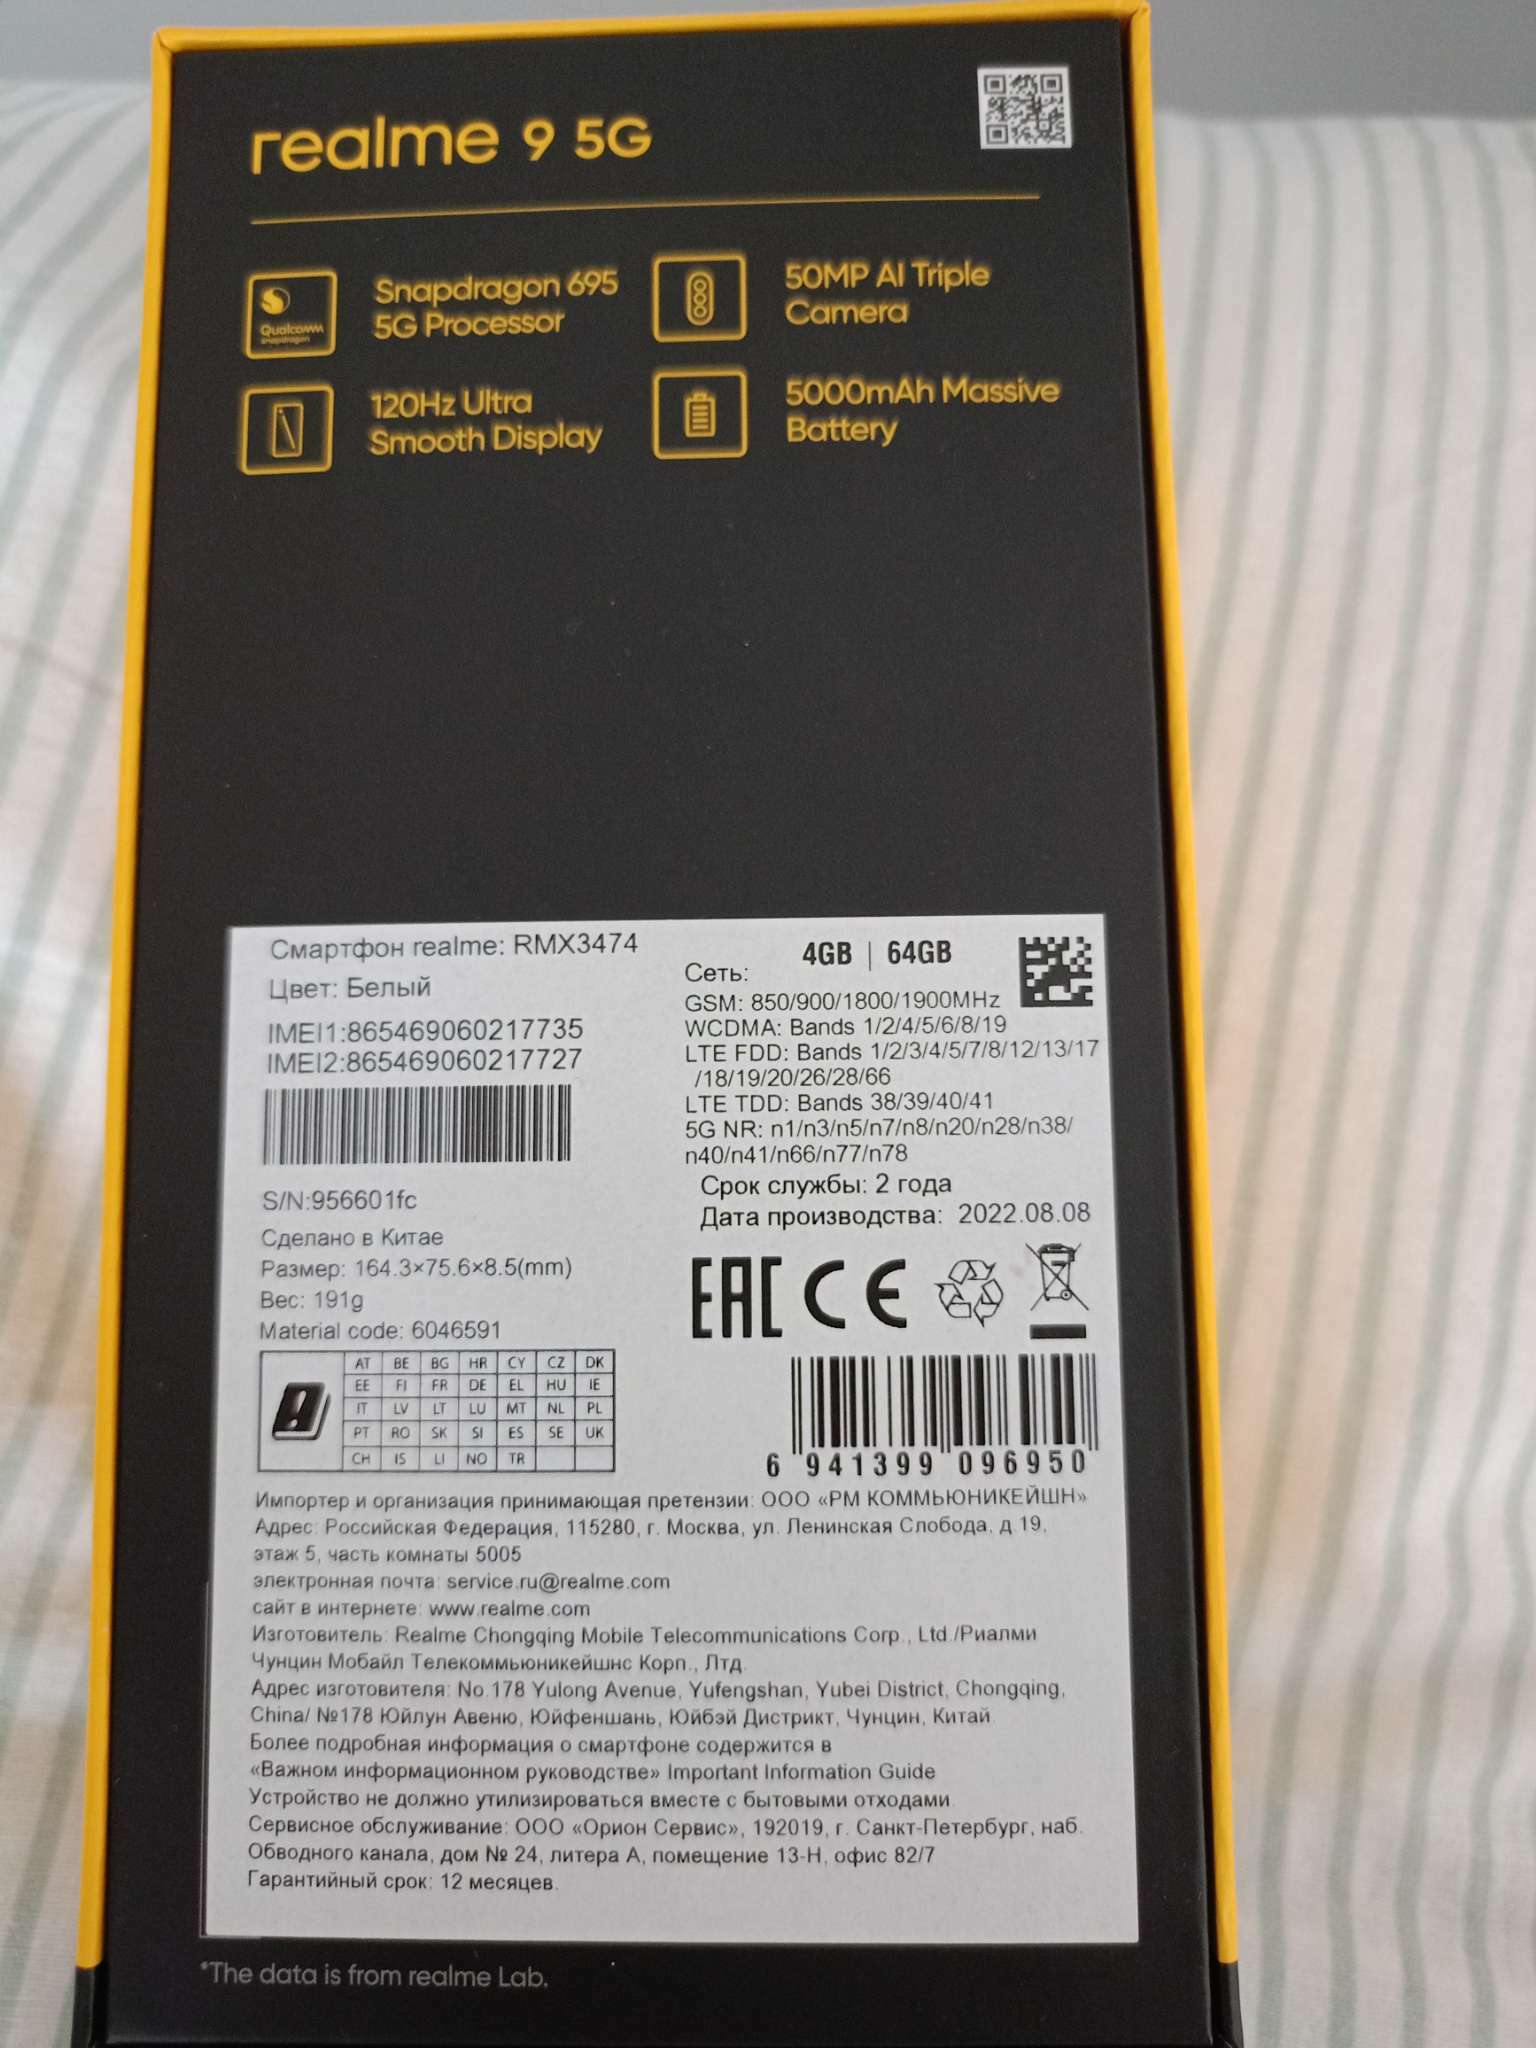 realme 9 5G
Qualcomm
snapdragon
Snapdragon 695
5G Processor
50MP AI Triple
Camera
120Hz Ultra
Smooth Display
5000mAh Massive
Battery
Смартфон realme: RMX3474
Цвет: Белый
IMEI1:865469060217735
IMEI2:865469060217727
S/N:956601fc
Сделано в Китае
Размер: 164.3×75.6×8.5(mm)
Вес: 191g
Material code: 6046591
AT BE BG HR CY CZ DK
EE FI FR DE EL HU IE
IT LV LT LU MT NL PL
PT RO SK SI ES SE UK
CH IS LI NO TR
4GB | 64GB
Сеть:
GSM: 850/900/1800/1900MHz
WCDMA: Bands 1/2/4/5/6/8/19
LTE FDD: Bands 1/2/3/4/5/7/8/12/13/17
/18/19/20/26/28/66
LTE TDD: Bands 38/39/40/41
5G NR: n1/n3/n5/n7/n8/n20/n28/n38/
n40/n41/n66/n77/n78
Срок службы: 2 года
Дата производства: 2022.08.08
EAC CE
6 941399 096950
Импортер и организация принимающая претензии: ООО «РМ КОММЬЮНИКЕЙШН»
Адрес: Российская Федерация, 115280, г. Москва, ул. Ленинская Слобода, д 19,
этаж 5, часть комнаты 5005
электронная почта: service.ru@realme.com
сайт в интернете: www.realme.com
Изготовитель: Realme Chongqing Mobile Telecommunications Corp., Ltd./Риалми
Чунцин Мобайл Телекоммьюникейшнс Корп., Лтд.
Адрес изготовителя: No.178 Yulong Avenue, Yufengshan, Yubei District, Chongqing,
China/ №178 Юйлун Авеню, Юйфеншань, Юйбэй Дистрикт, Чунцин, Китай
Более подробная информация о смартфоне содержится в
«Важном информационном руководстве» Important Information Guide
Устройство не должно утилизироваться вместе с бытовыми отходами.
Сервисное обслуживание: ООО «Орион Сервис», 192019, г. Санкт-Петербург, наб.
Обводного канала, дом № 24, литера А, помещение 13-Н, офис 82/7
Гарантийный срок: 12 месяцев.
*The data is from realme Lab.